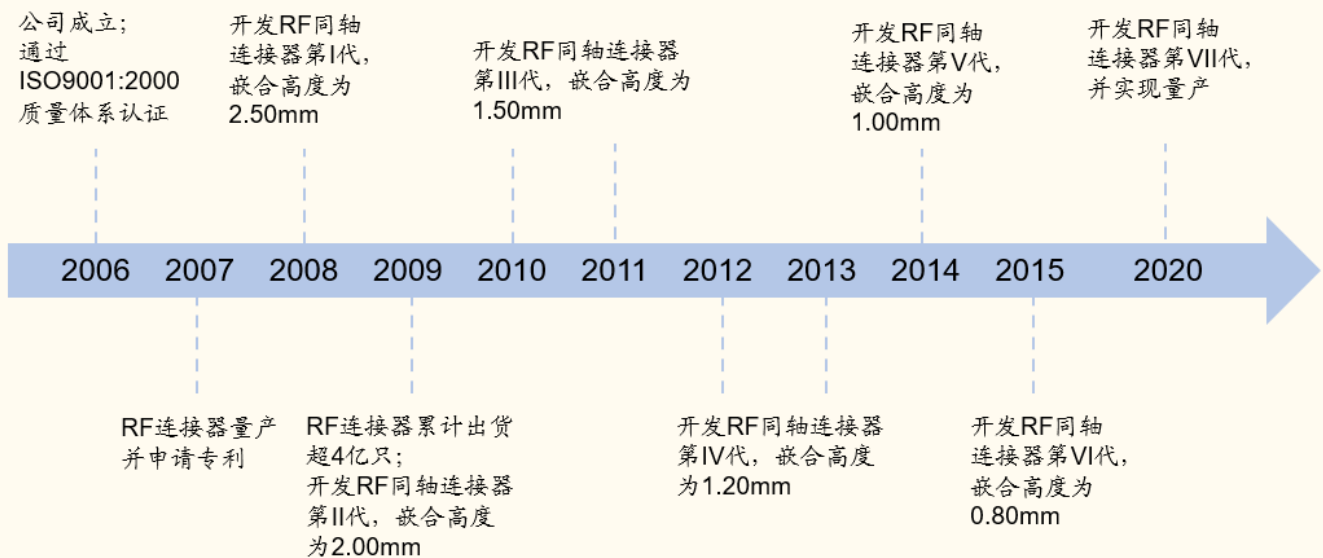 公司成立；
通过
ISO9001:2000
质量体系认证
开发RF同轴
连接器第I代，
嵌合高度为
2.50mm
开发RF同轴连接器
第III代，嵌合高度为
1.50mm
开发RF同轴
连接器第V代，
嵌合高度为
1.00mm
开发RF同轴
连接器第VII代，
并实现量产
2006 2007 2008 2009 2010 2011 2012 2013 2014 2015 2020
RF连接器量产
并申请专利
RF连接器累计出货
超4亿只；
开发RF同轴连接器
第II代，嵌合高度
为2.00mm
开发RF同轴连接器
第IV代，嵌合高度
为1.20mm
开发RF同轴
连接器第VI代，
嵌合高度为
0.80mm